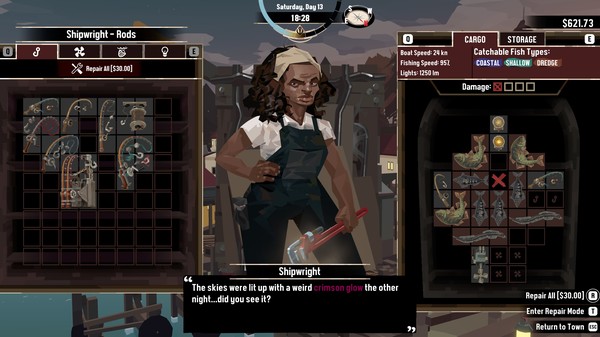 Saturday, Day 13
18:28
$621.73
Shipwright - Rods
Q
E
Repair All [$30.00]
Q
CARGO
STORAGE
E
Boat Speed: 24 kn
Fishing Speed: 95%
Lights: 1250 lm
Catchable Fish Types:
COASTAL
SHALLOW
DREDGE
Damage:
Shipwright
The skies were lit up with a weird crimson glow the other
night...did you see it?
Repair All [$30.00] R
Enter Repair Mode T
Return to Town ESC